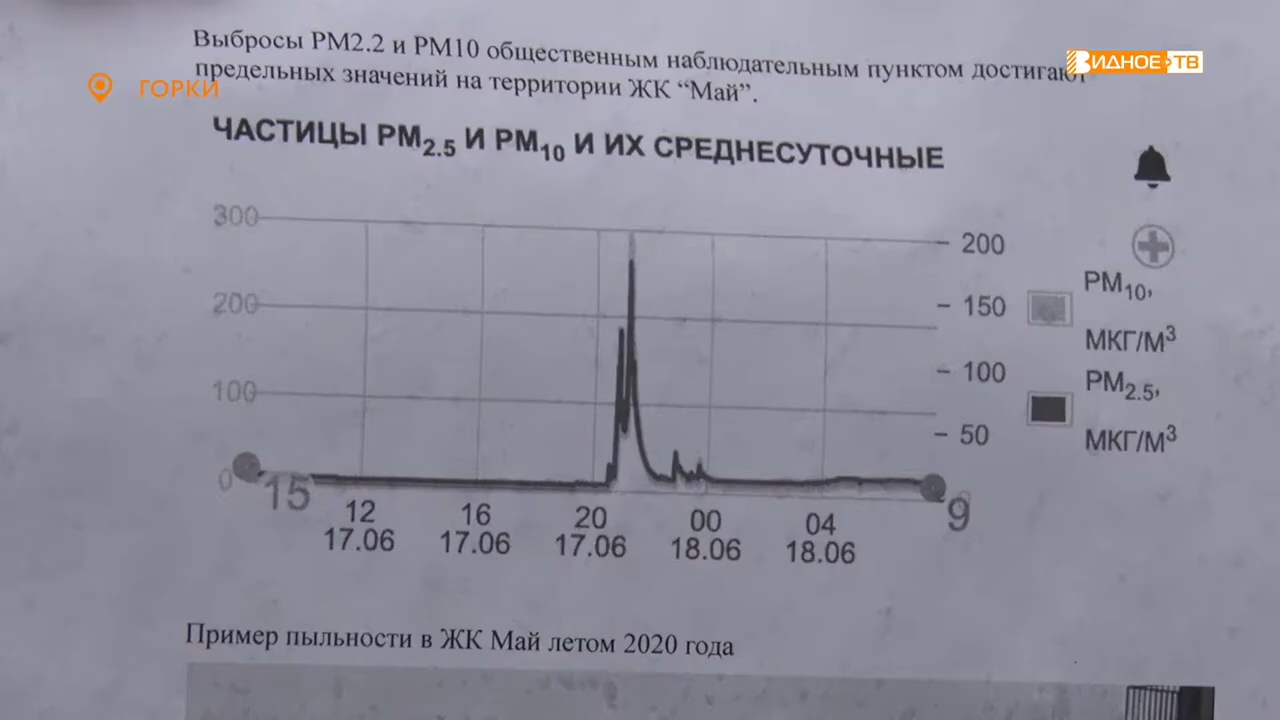 Выбросы PM2.2 и PM10 общественным наблюдательным пунктом достигают
предельных значений на территории ЖК “Май”.
ГОРКИ
ВИДНОЕ ТВ
ЧАСТИЦЫ PM2.5 И PM10 И ИХ СРЕДНЕСУТОЧНЫЕ
300
200
100
0
200
150
100
50
PM10,
МКГ/М3
PM2.5,
МКГ/М3
15
9
12
17.06
16
17.06
20
17.06
00
18.06
04
18.06
Пример пыльности в ЖК Май летом 2020 года